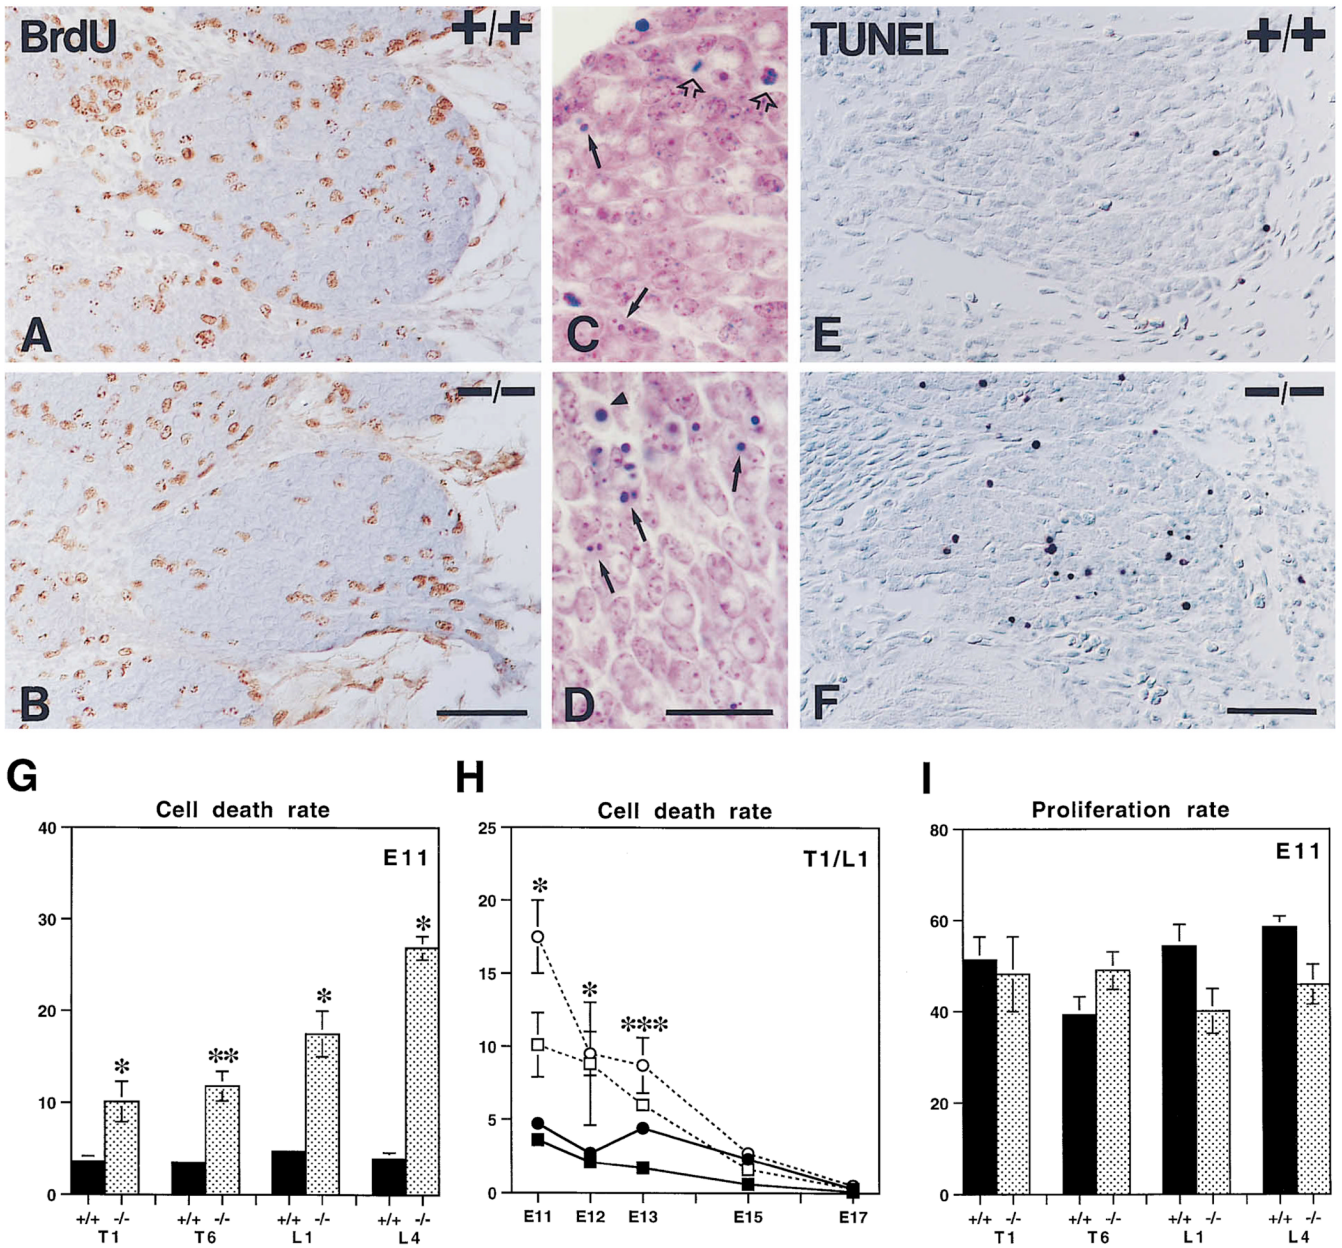 BrdU +/+
TUNEL +/+
A
C
E
−/−
−/−
B
D
F
G
H
I
Cell death rate
Cell death rate
Proliferation rate
40
30
20
10
0
E11
* ** * *
+/+ -/- +/+ -/- +/+ -/- +/+ -/-
T1 T6 L1 L4
25
20
15
10
5
0
T1/L1
* * ***
E11 E12 E13 E15 E17
80
60
40
20
0
E11
+/+ -/- +/+ -/- +/+ -/- +/+ -/-
T1 T6 L1 L4